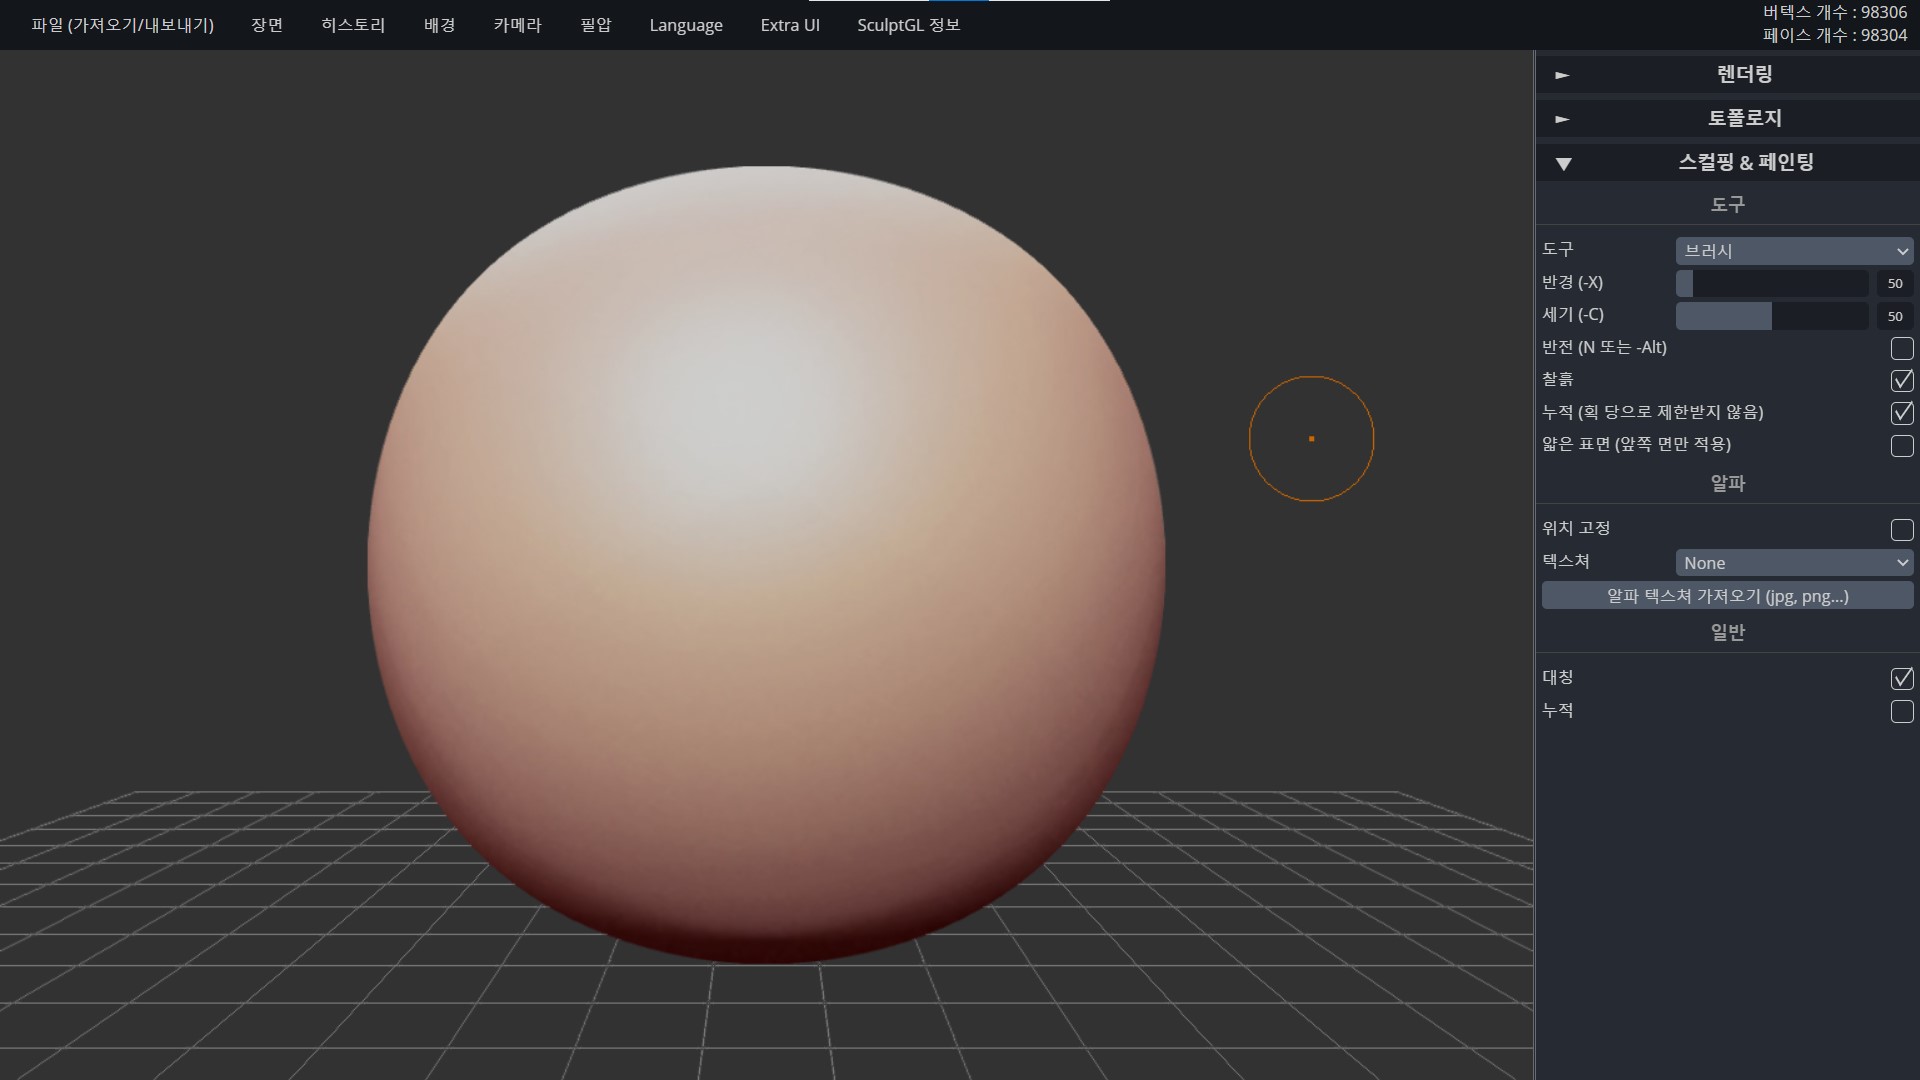 파일 (가져오기/내보내기) 장면 히스토리 배경 카메라 필압 Language Extra UI SculptGL 정보
버텍스 개수 : 98306
페이스 개수 : 98304
렌더링
토폴로지
스컬핑 & 페인팅
도구
도구 브러시
반경 (-X) 50
세기 (-C) 50
반전 (N 또는 -Alt)
찰흙
누적 (획 당으로 제한받지 않음)
얇은 표면 (앞쪽 면만 적용)
알파
위치 고정
텍스쳐 None
알파 텍스쳐 가져오기 (jpg, png...)
일반
대칭
누적